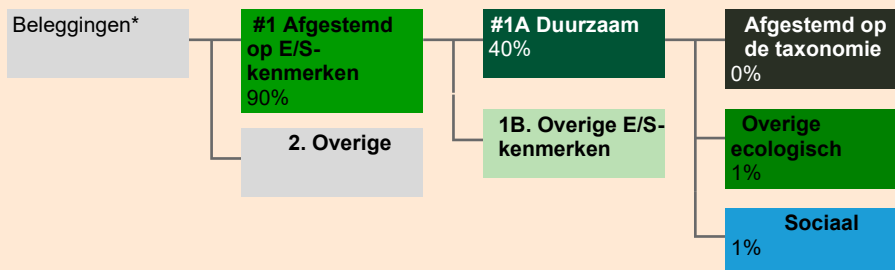 Beleggingen*
#1 Afgestemd
op E/S-
kenmerken
90%
2. Overige
#1A Duurzaam
40%
1B. Overige E/S-
kenmerken
Afgestemd op
de taxonomie
0%
Overige
ecologisch
1%
Sociaal
1%